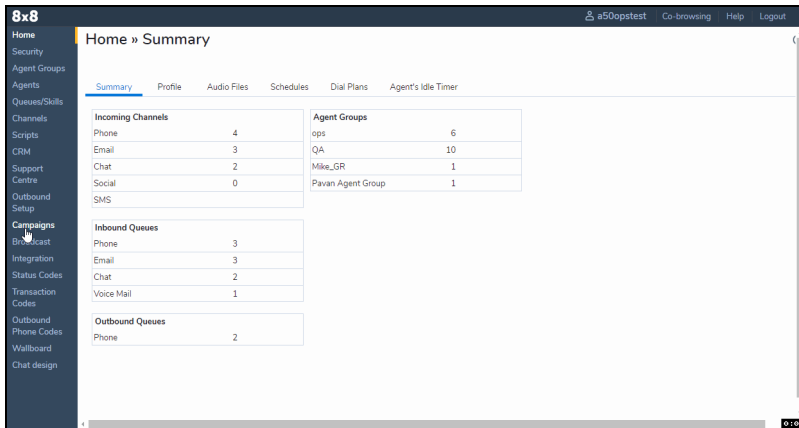 8x8
a50opstest Co-browsing Help Logout
Home
Security
Agent Groups
Agents
Queues/Skills
Channels
Scripts
CRM
Support
Centre
Outbound
Setup
Campaigns
Broadcast
Integration
Status Codes
Transaction
Codes
Outbound
Phone Codes
Wallboard
Chat design
Home » Summary
Summary Profile Audio Files Schedules Dial Plans Agent's Idle Timer
Incoming Channels
Phone 4
Email 3
Chat 2
Social 0
SMS
Agent Groups
ops 6
QA 10
Mike_GR 1
Pavan Agent Group 1
Inbound Queues
Phone 3
Email 3
Chat 2
Voice Mail 1
Outbound Queues
Phone 2